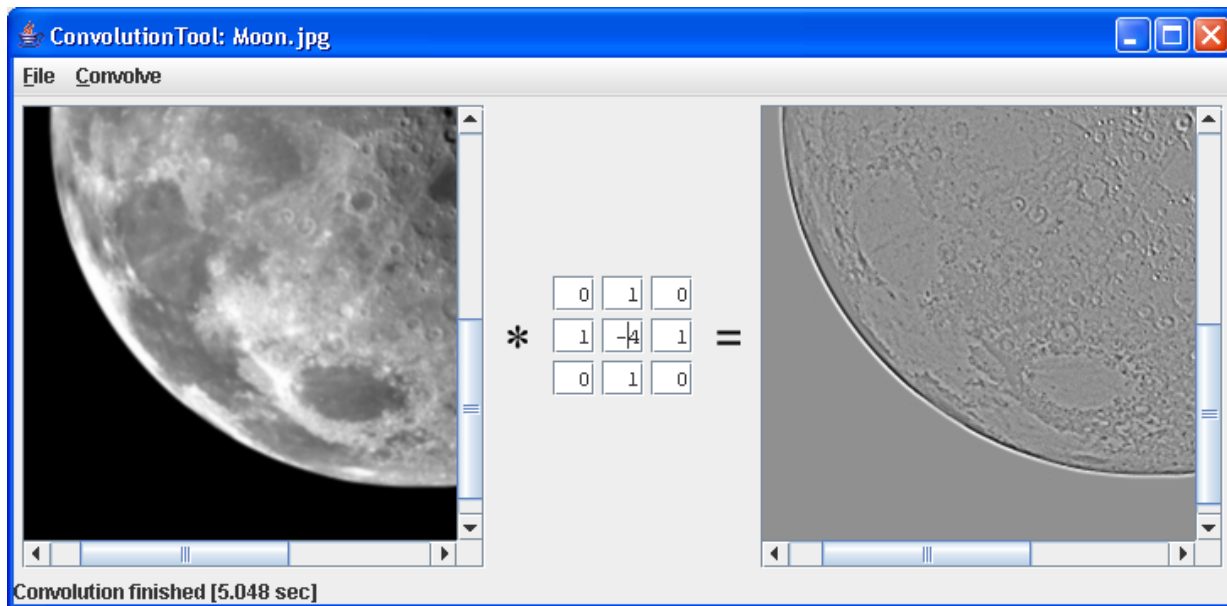 ConvolutionTool: Moon.jpg
File Convolve
0 1 0
* 1 -4 1 =
0 1 0
Convolution finished [5.048 sec]